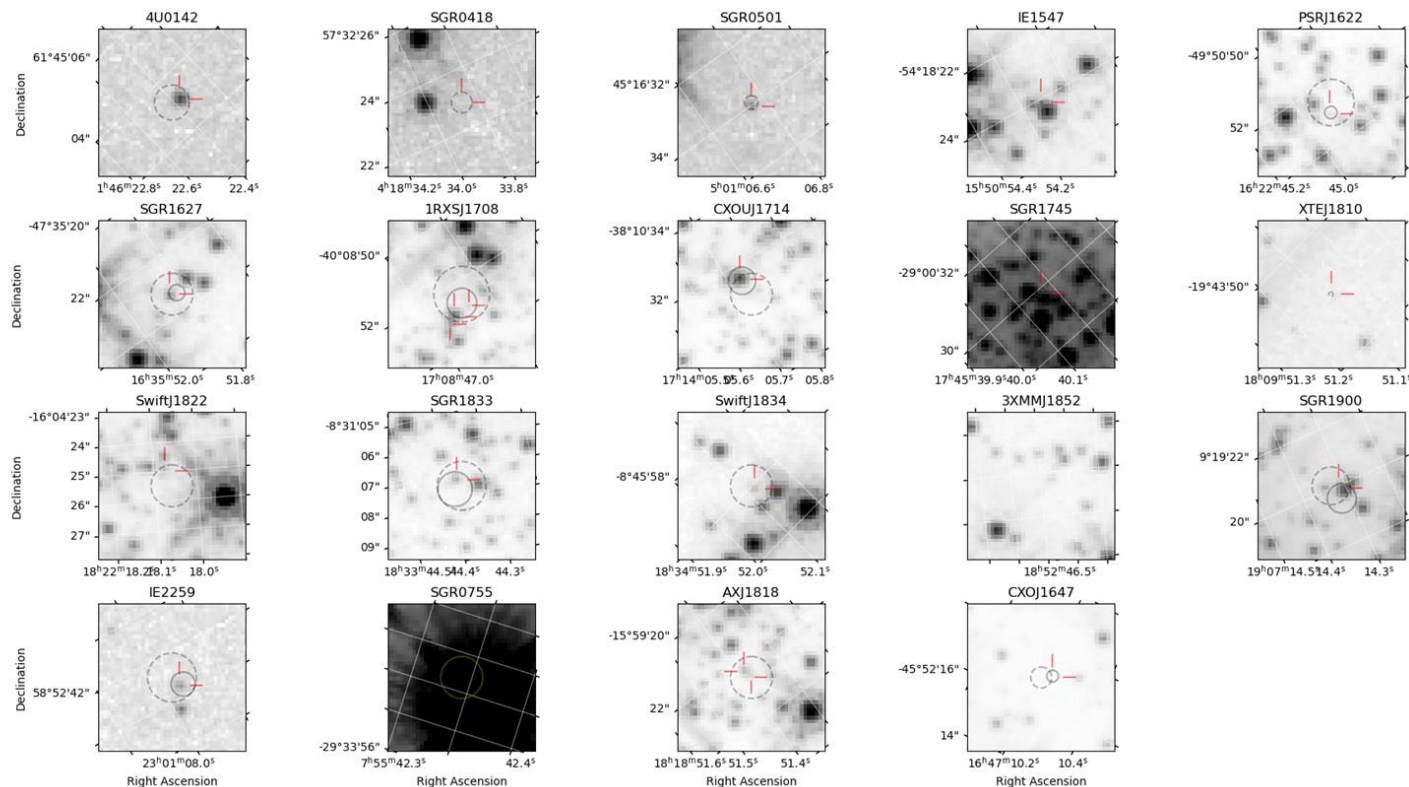 4U0142
SGR0418
SGR0501
IE1547
PSRJ1622
Declination
61°45'06"
04"
1ʰ46ᵐ22.8ˢ 22.6ˢ 22.4ˢ
57°32'26"
24"
22"
4ʰ18ᵐ34.2ˢ 34.0ˢ 33.8ˢ
45°16'32"
34"
5ʰ01ᵐ06.6ˢ 06.8ˢ
-54°18'22"
24"
15ʰ50ᵐ54.4ˢ 54.2ˢ
-49°50'50"
52"
16ʰ22ᵐ45.2ˢ 45.0ˢ
SGR1627
1RXSJ1708
CXOUJ1714
SGR1745
XTEJ1810
Declination
-47°35'20"
22"
16ʰ35ᵐ52.0ˢ 51.8ˢ
-40°08'50"
52"
17ʰ08ᵐ47.0ˢ
-38°10'34"
32"
17ʰ14ᵐ05.5ˢ 05.6ˢ 05.7ˢ 05.8ˢ
-29°00'32"
30"
17ʰ45ᵐ39.9ˢ 40.0ˢ 40.1ˢ
-19°43'50"
18ʰ09ᵐ51.3ˢ 51.2ˢ 51.1ˢ
SwiftJ1822
SGR1833
SwiftJ1834
3XMMJ1852
SGR1900
Declination
-16°04'23"
24"
25"
26"
27"
18ʰ22ᵐ18.2ˢ 18.1ˢ 18.0ˢ
-8°31'05"
06"
07"
08"
09"
18ʰ33ᵐ44.5ˢ 44.4ˢ 44.3ˢ
-8°45'58"
18ʰ34ᵐ51.9ˢ 52.0ˢ 52.1ˢ
18ʰ52ᵐ46.5ˢ
9°19'22"
20"
19ʰ07ᵐ14.5ˢ 14.4ˢ 14.3ˢ
IE2259
SGR0755
AXJ1818
CXOJ1647
Declination
58°52'42"
23ʰ01ᵐ08.0ˢ
Right Ascension
-29°33'56"
7ʰ55ᵐ42.3ˢ 42.4ˢ
Right Ascension
-15°59'20"
22"
18ʰ18ᵐ51.6ˢ 51.5ˢ 51.4ˢ
Right Ascension
-45°52'16"
14"
16ʰ47ᵐ10.2ˢ 10.4ˢ
Right Ascension